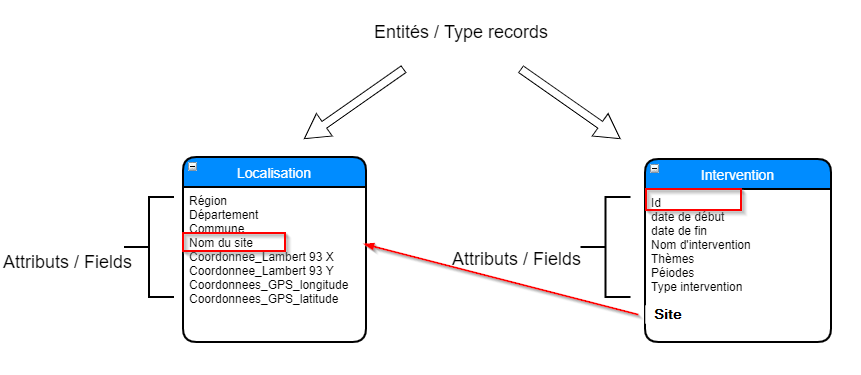 Entités / Type records
Localisation
Région
Département
Commune
Nom du site
Coordonnee_Lambert 93 X
Coordonnee_Lambert 93 Y
Coordonnees_GPS_longitude
Coordonnees_GPS_latitude
Attributs / Fields
Intervention
Id
date de début
date de fin
Nom d'intervention
Thèmes
Péiodes
Type intervention
Site
Attributs / Fields